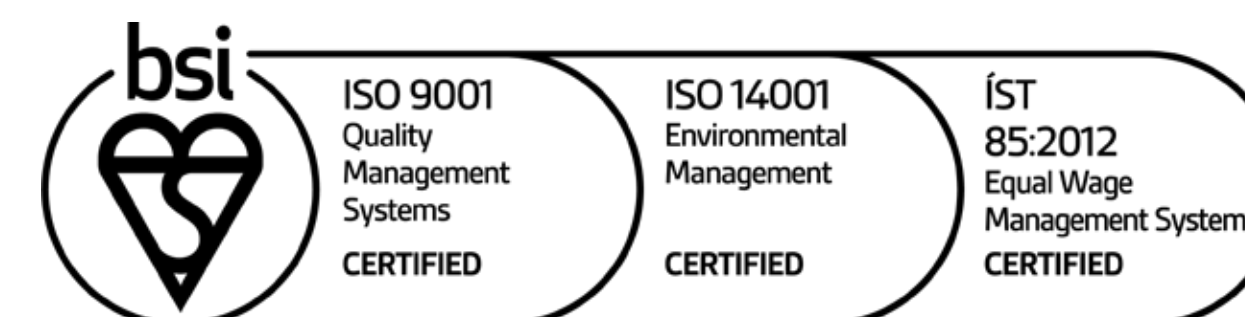 bsi
ISO 9001
Quality
Management
Systems
CERTIFIED
ISO 14001
Environmental
Management
CERTIFIED
ÍST
85:2012
Equal Wage
Management System
CERTIFIED